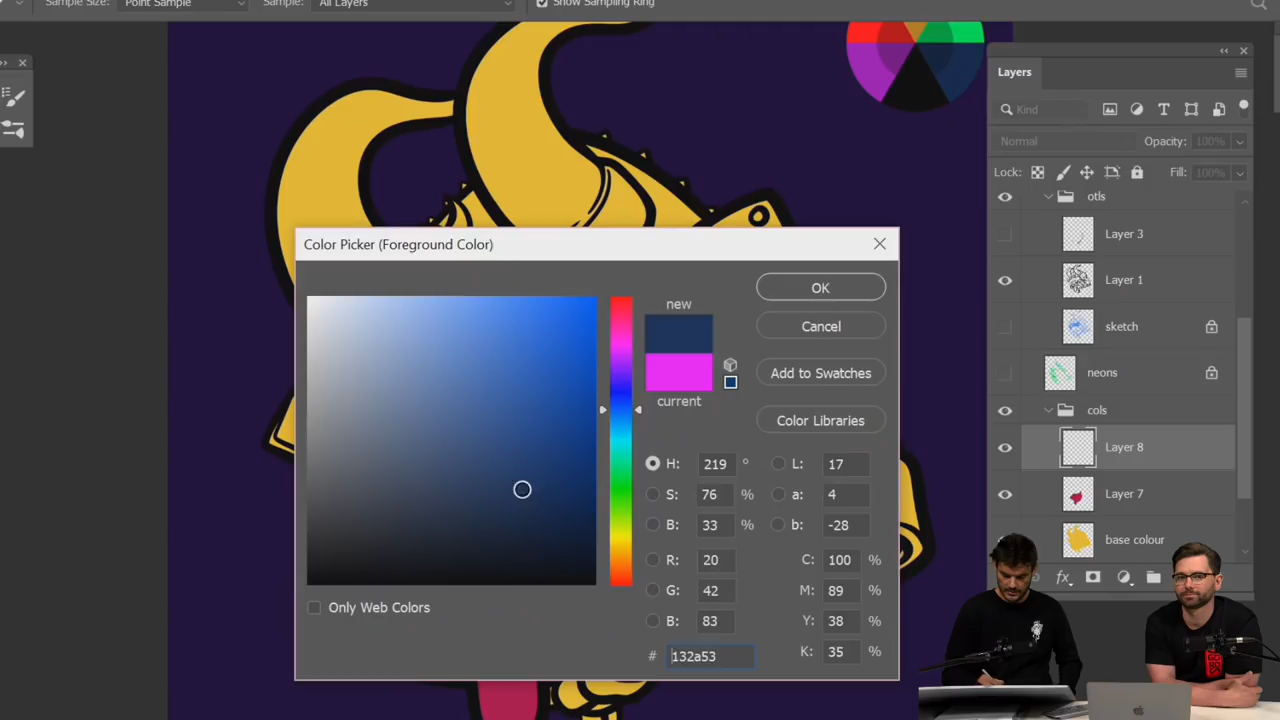 Sample Size: Point Sample Sample: All Layers Show Sampling Ring
Layers
Kind
Normal Opacity: 100%
Lock: Fill: 100%
otls
Layer 3
Layer 1
sketch
neons
cols
Layer 8
Layer 7
base colour
fx
Color Picker (Foreground Color)
new
current
OK
Cancel
Add to Swatches
Color Libraries
H: 219 °
S: 76 %
B: 33 %
R: 20
G: 42
B: 83
# 132a53
L: 17
a: 4
b: -28
C: 100 %
M: 89 %
Y: 38 %
K: 35 %
Only Web Colors